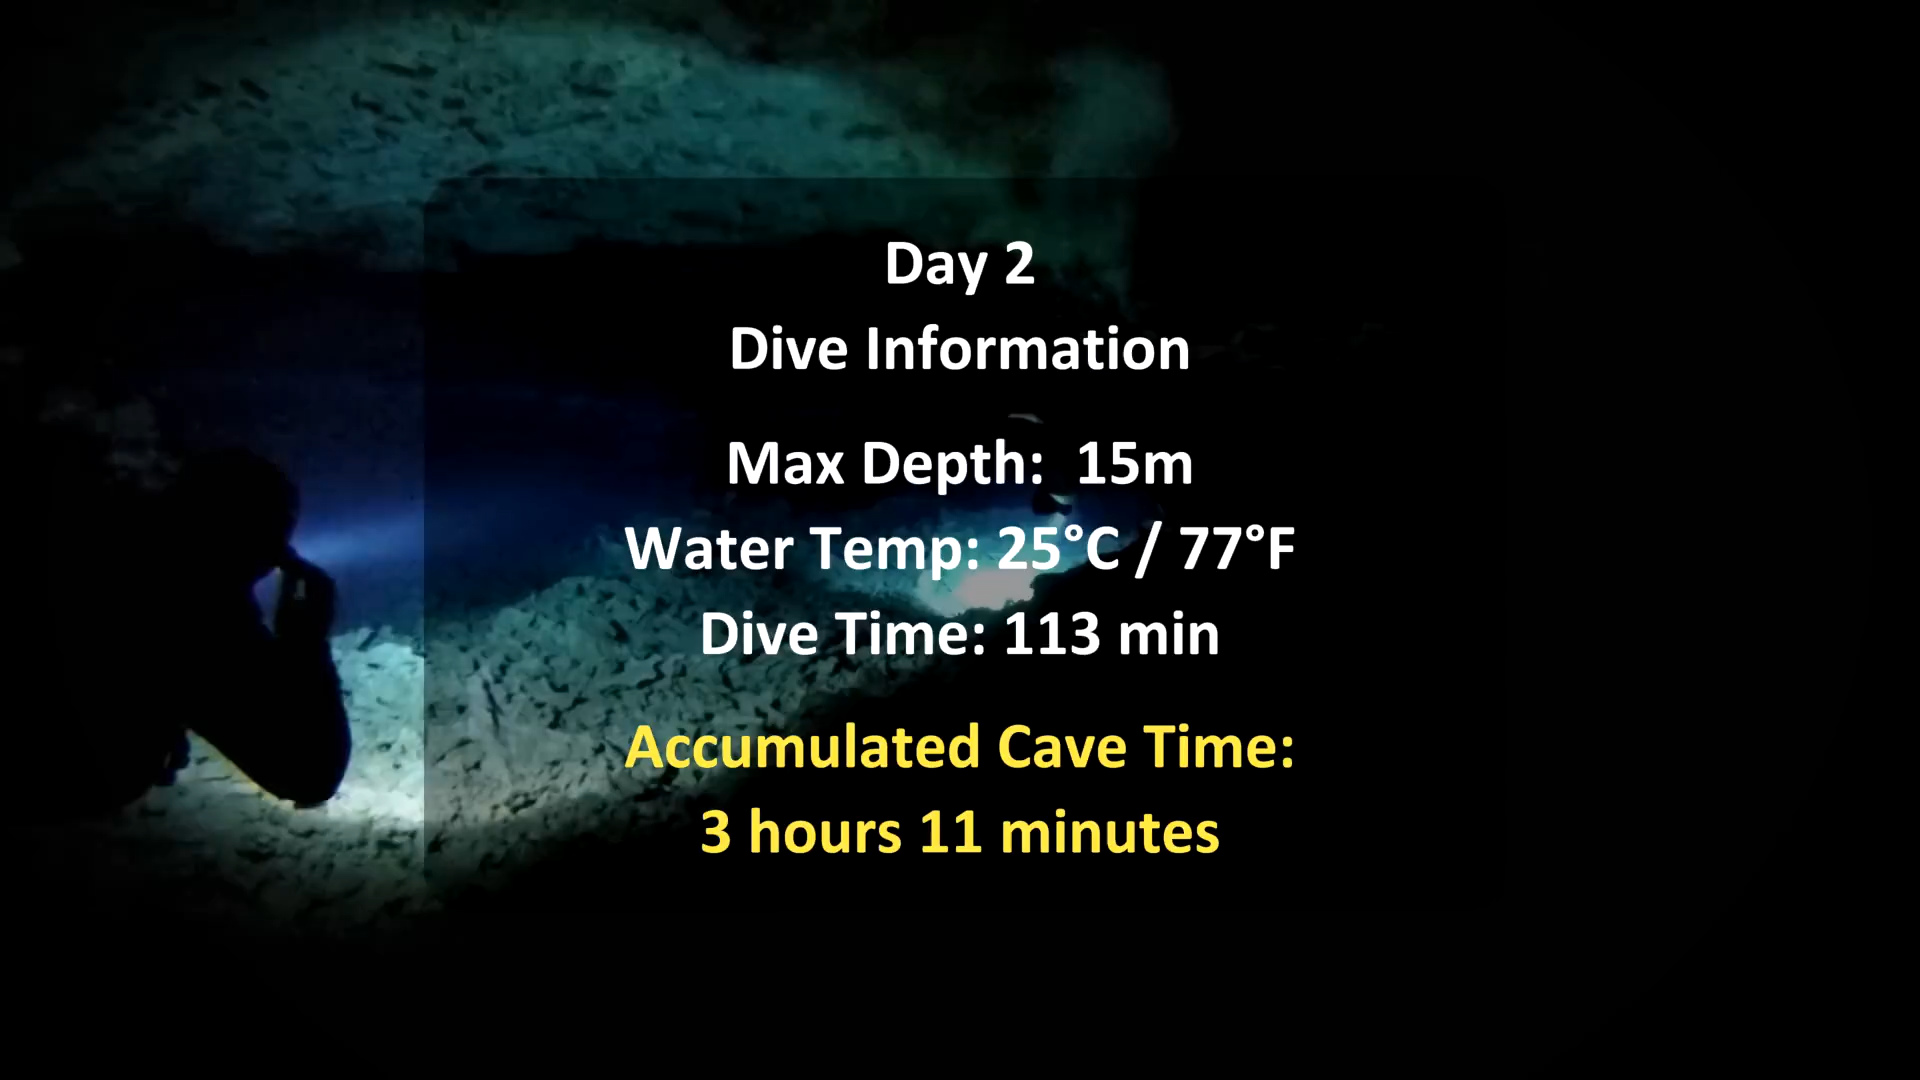 Day 2
Dive Information
Max Depth: 15m
Water Temp: 25°C / 77°F
Dive Time: 113 min
Accumulated Cave Time:
3 hours 11 minutes